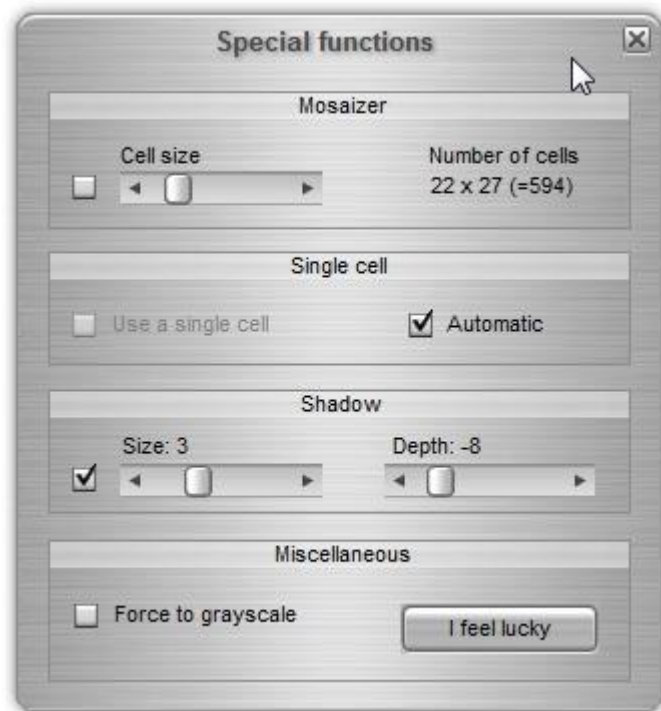 Special functions
Mosaizer
Cell size
Number of cells
22 x 27 (=594)
Single cell
Use a single cell
Automatic
Shadow
Size: 3
Depth: -8
Miscellaneous
Force to grayscale
I feel lucky